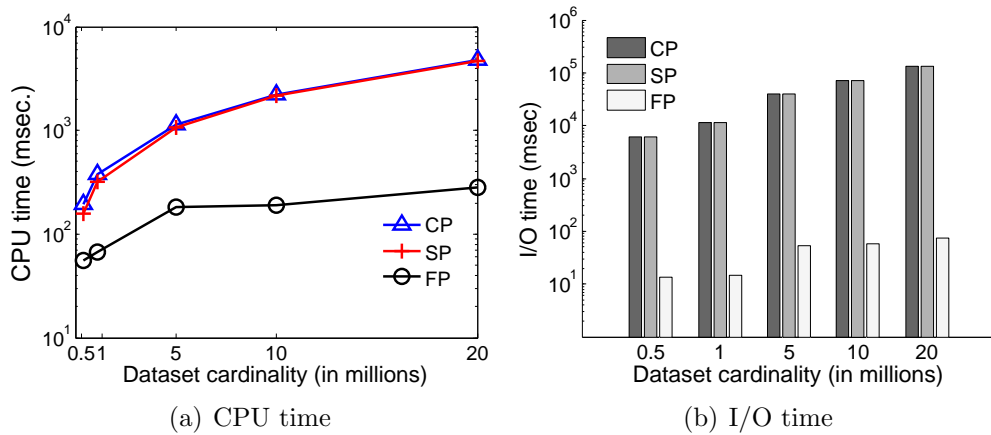 10^4
10^3
10^2
10^1
CPU time (msec.)
CP
SP
FP
0.51 5 10 20
Dataset cardinality (in millions)
(a) CPU time
10^6
10^5
10^4
10^3
10^2
10^1
I/O time (msec)
CP
SP
FP
0.5 1 5 10 20
Dataset cardinality (in millions)
(b) I/O time